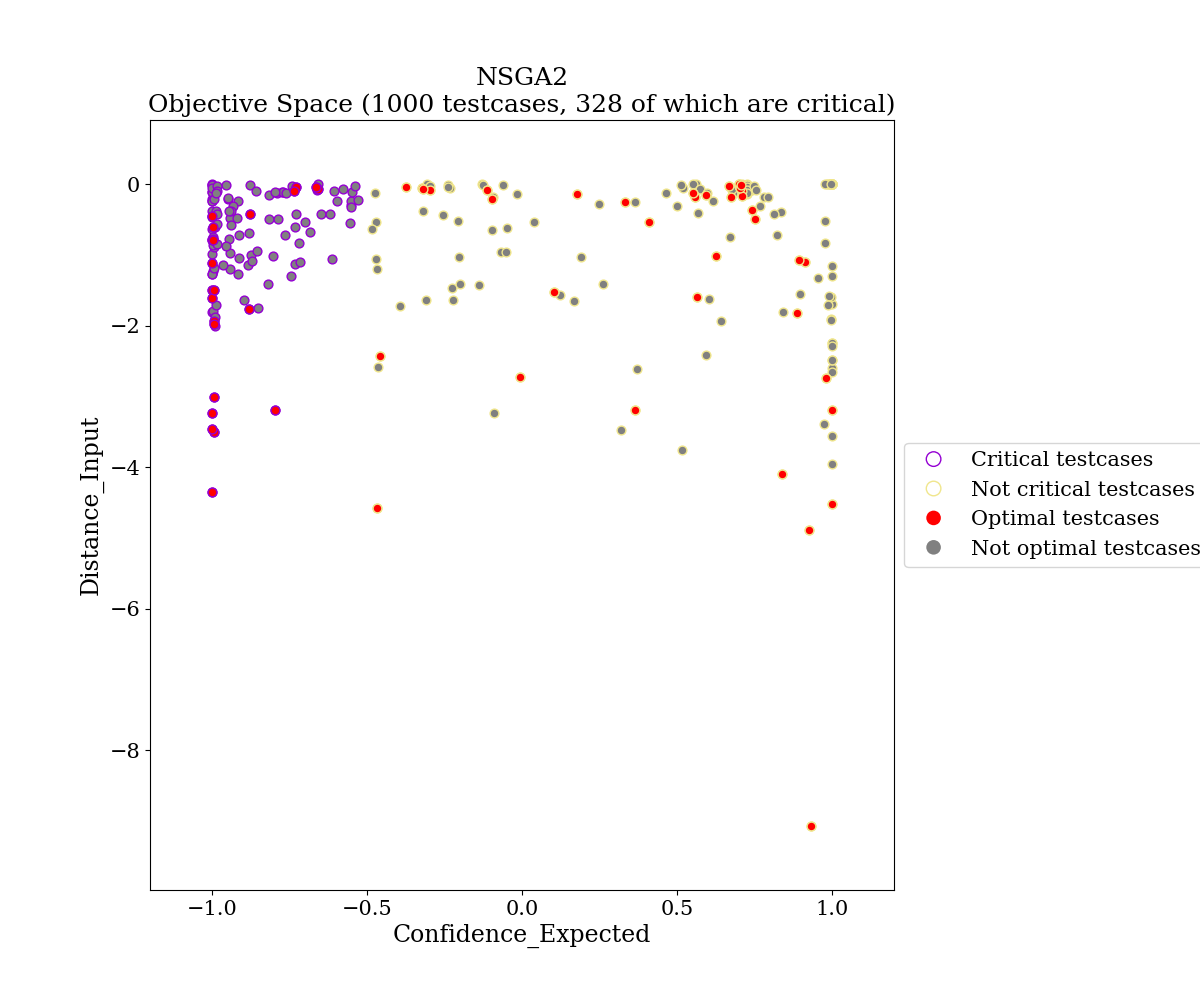 NSGA2
Objective Space (1000 testcases, 328 of which are critical)
0
−2
−4
−6
−8
Distance_Input
−1.0
−0.5
0.0
0.5
1.0
Confidence_Expected
Critical testcases
Not critical testcases
Optimal testcases
Not optimal testcases